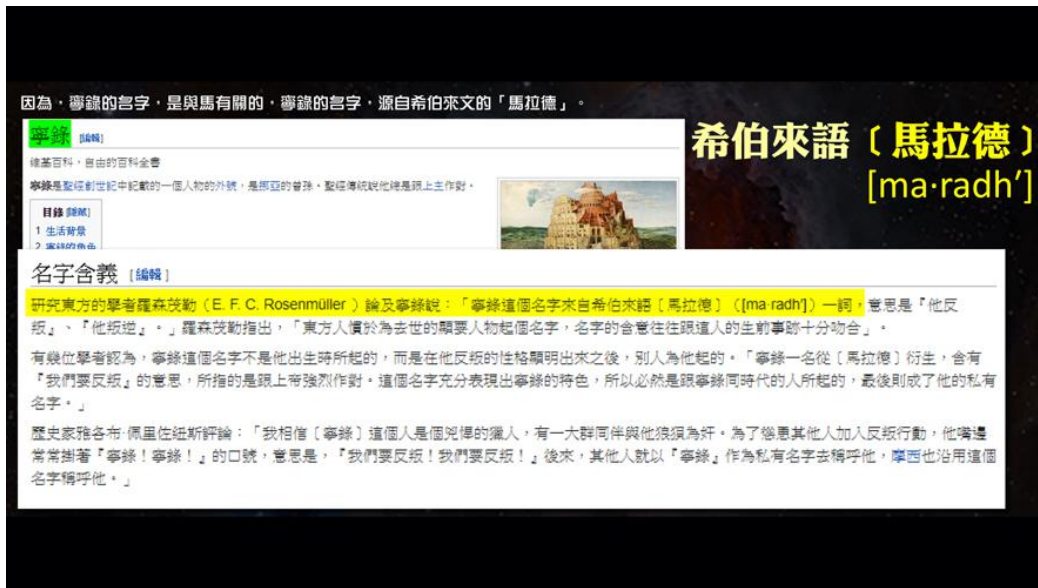 因為，寧錄的名字，是與馬有關的，寧錄的名字，源自希伯來文的「馬拉德」。
希伯來語﹝馬拉德﹞
[ma·radh′]
寧錄 [編輯]
維基百科，自由的百科全書
寧錄是聖經創世記中記載的一個人物的外號，是挪亞的曾孫。聖經傳統說他總是跟上主作對。
目錄 [隱藏]
1 生活背景
2 寧錄的角色
名字含義 [編輯]
研究東方的學者羅森茂勒（E. F. C. Rosenmüller ）論及寧錄說：「寧錄這個名字來自希伯來語﹝馬拉德﹞（[ma·radh′]）一詞，意思是『他反
叛』、『他叛逆』。」羅森茂勒指出，「東方人慣於為去世的顯要人物起個名字，名字的含意往往跟這人的生前事跡十分吻合」。
有幾位學者認為，寧錄這個名字不是他出生時所起的，而是在他反叛的性格顯明出來之後，別人為他起的。「寧錄一名從﹝馬拉德﹞衍生，含有
『我們要反叛』的意思，所指的是跟上帝強烈作對。這個名字充分表現出寧錄的特色，所以必然是跟寧錄同時代的人所起的，最後則成了他的私有
名字。」
歷史家雅各布·佩里佐紐斯評論：「我相信﹝寧錄﹞這個人是個兇悍的獵人，有一大群同伴與他狼狽為奸。為了慫恿其他人加入反叛行動，他嘴邊
常常掛著『寧錄！寧錄！』的口號，意思是，『我們要反叛！我們要反叛！』後來，其他人就以『寧錄』作為私有名字去稱呼他，摩西也沿用這個
名字稱呼他。」